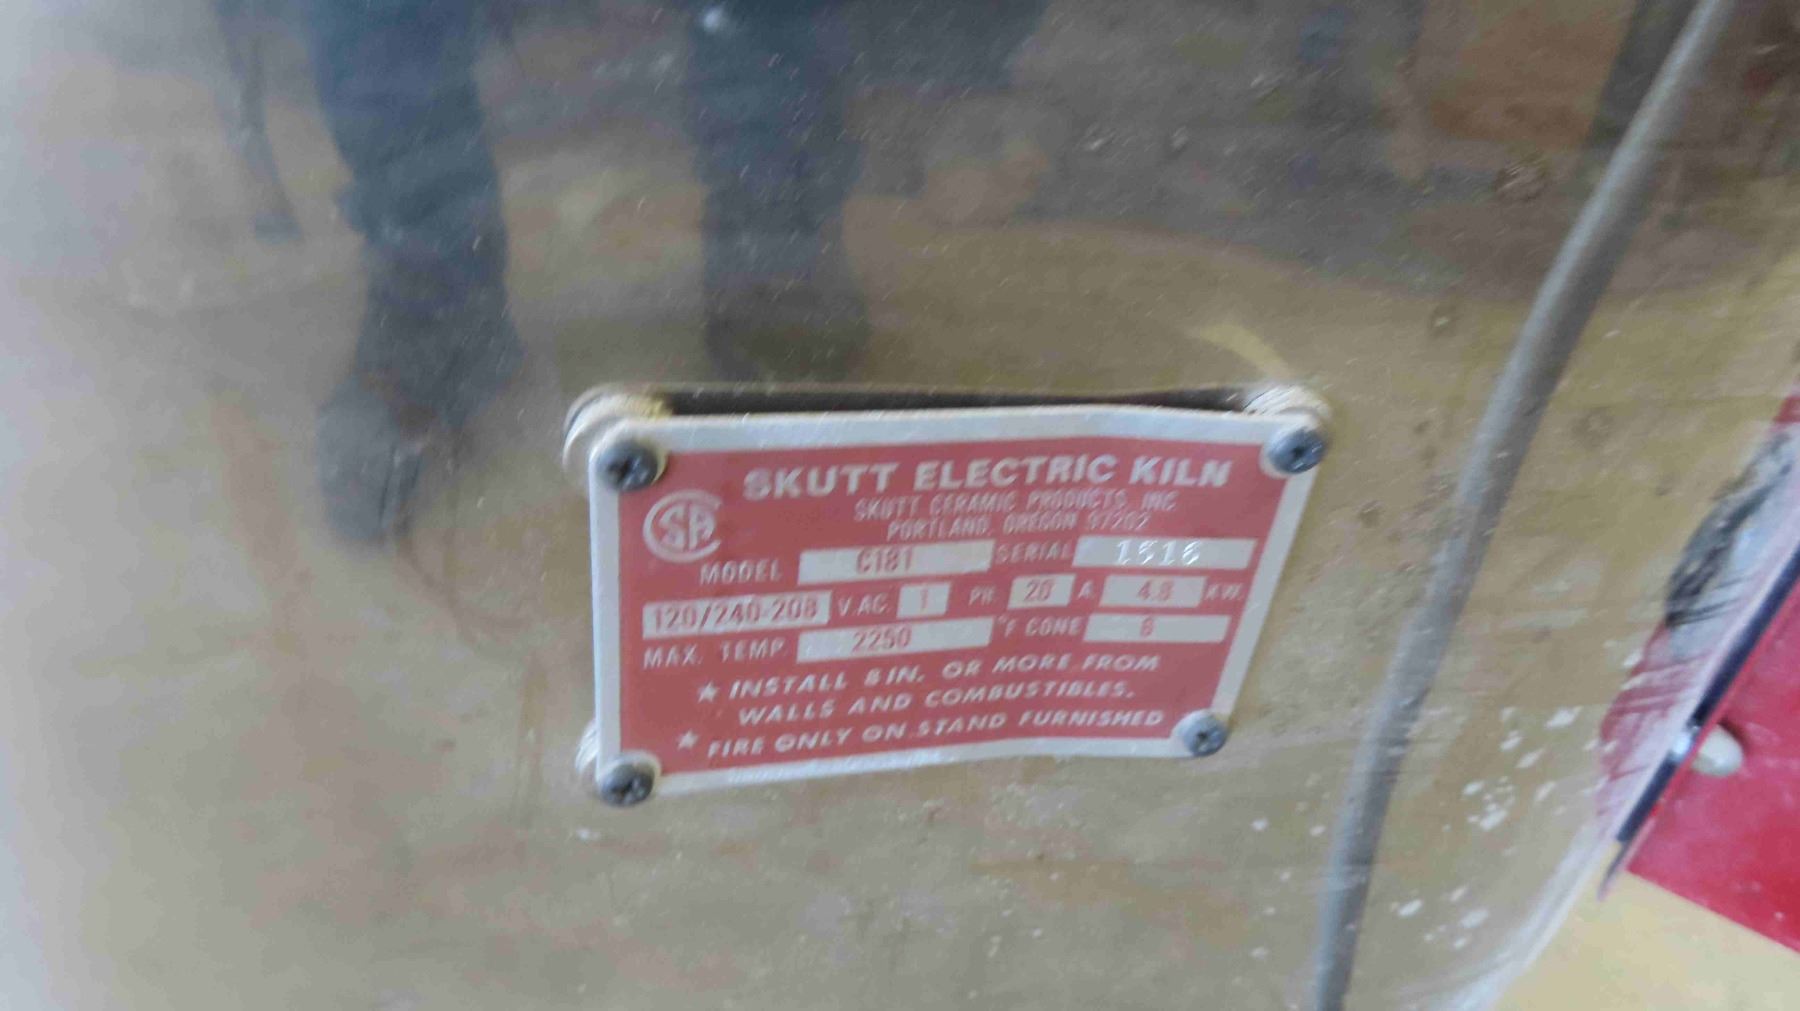 SKUTT ELECTRIC KILN
SKUTT CERAMIC PRODUCTS, INC
PORTLAND, OREGON 97202
CSA
MODEL C181 SERIAL 1516
120/240-208 V.AC. 1 PH. 20 A. 4.8 KW.
MAX. TEMP. 2250 °F CONE 6
★ INSTALL 8 IN. OR MORE FROM
WALLS AND COMBUSTIBLES.
★ FIRE ONLY ON STAND FURNISHED